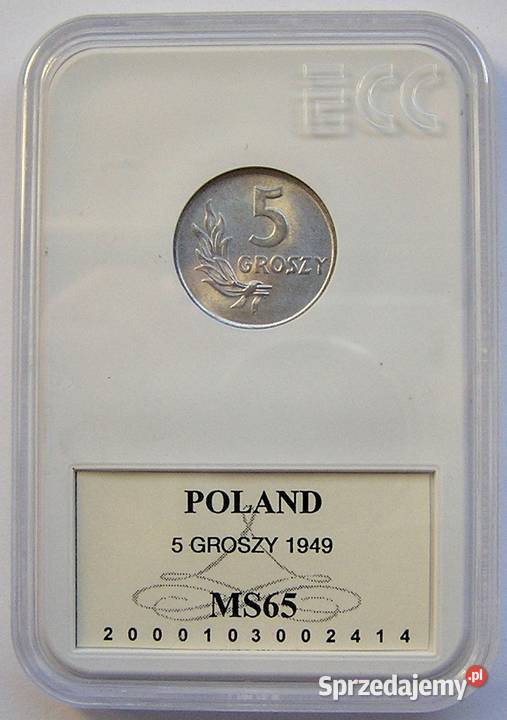 ECC
5
GROSZY
POLAND
5 GROSZY 1949
MS65
2000103002414
Sprzedajemy.pl